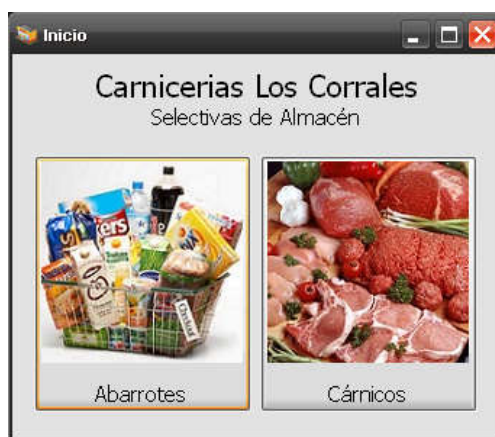 Inicio
Carnicerias Los Corrales
Selectivas de Almacén
Abarrotes
Cárnicos